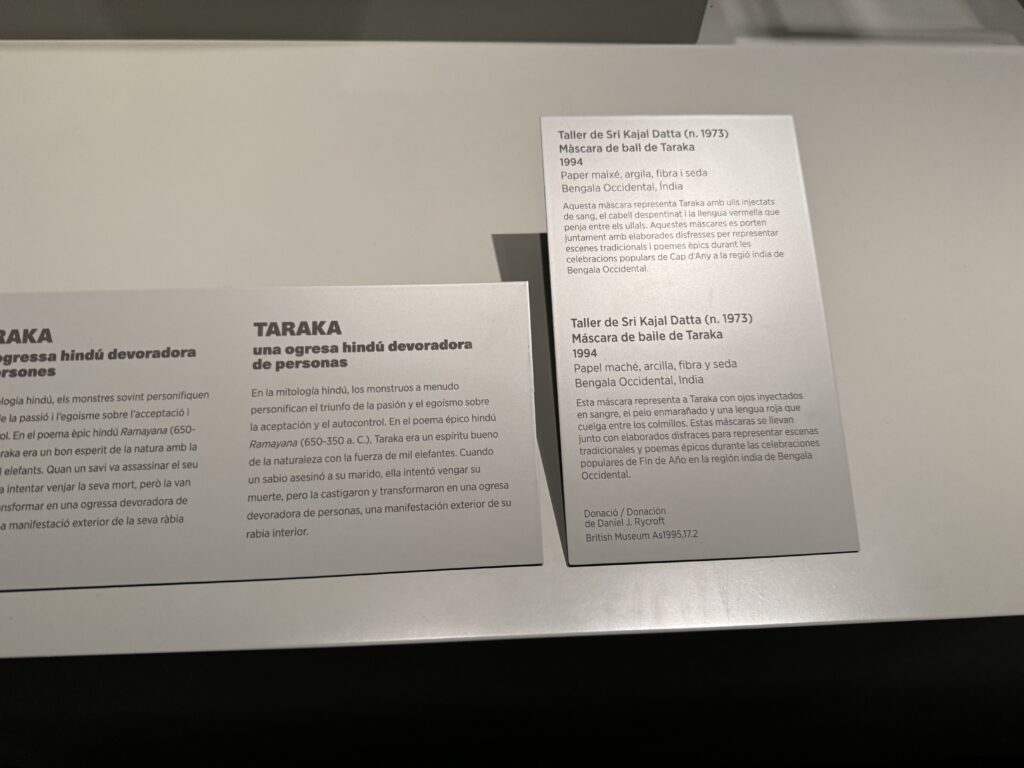 RAKA
ogressa hindú devoradora
rsones
ologia hindú, els monstres sovint personifiquen
de la passió i l'egoisme sobre l'acceptació i
ol. En el poema èpic hindú Ramayana (650-
raka era un bon esperit de la natura amb la
il elefants. Quan un savi va assassinar el seu
a intentar venjar la seva mort, però la van
nsformar en una ogressa devoradora de
a manifestació exterior de la seva ràbia
TARAKA
una ogresa hindú devoradora
de personas
En la mitología hindú, los monstruos a menudo
personifican el triunfo de la pasión y el egoísmo sobre
la aceptación y el autocontrol. En el poema épico hindú
Ramayana (650-350 a. C.), Taraka era un espíritu bueno
de la naturaleza con la fuerza de mil elefantes. Cuando
un sabio asesinó a su marido, ella intentó vengar su
muerte, pero la castigaron y transformaron en una ogresa
devoradora de personas, una manifestación exterior de su
rabia interior.
Taller de Sri Kajal Datta (n. 1973)
Màscara de ball de Taraka
1994
Paper maixé, argila, fibra i seda
Bengala Occidental, Índia
Aquesta màscara representa Taraka amb ulls injectats
de sang, el cabell despentinat i la llengua vermella que
penja entre els ullals. Aquestes màscares es porten
juntament amb elaborades disfresses per representar
escenes tradicionals i poemes èpics durant les
celebracions populars de Cap d'Any a la regió índia de
Bengala Occidental.
Taller de Sri Kajal Datta (n. 1973)
Máscara de baile de Taraka
1994
Papel maché, arcilla, fibra y seda
Bengala Occidental, India
Esta máscara representa a Taraka con ojos inyectados
en sangre, el pelo enmarañado y una lengua roja que
cuelga entre los colmillos. Estas máscaras se llevan
junto con elaborados disfraces para representar escenas
tradicionales y poemas épicos durante las celebraciones
populares de Fin de Año en la región india de Bengala
Occidental.
Donació / Donación
de Daniel J. Rycroft
British Museum As1995,17.2